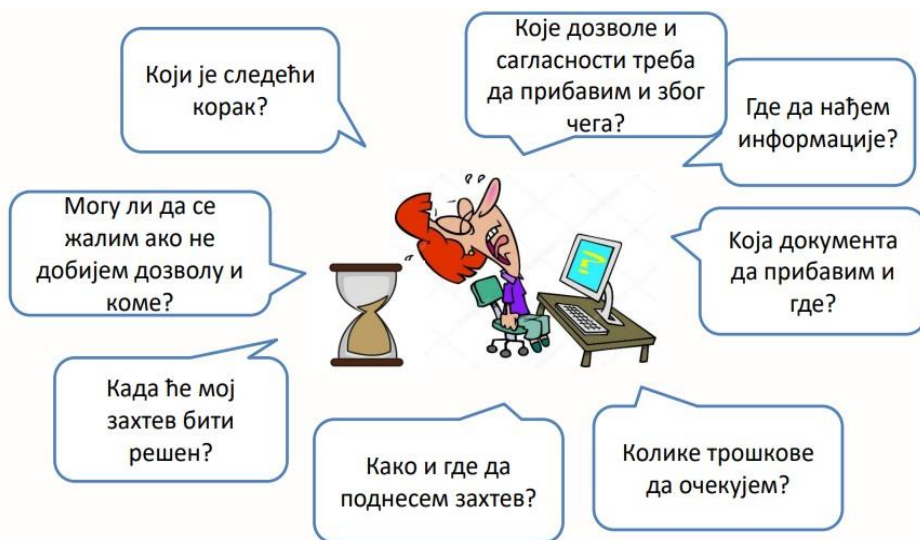 Који је следећи
корак?
Које дозволе и
сагласности треба
да прибавим и због
чега?
Где да нађем
информације?
Могу ли да се
жалим ако не
добијем дозволу и
коме?
Која документа
да прибавим и
где?
Када ће мој
захтев бити
решен?
Како и где да
поднесем захтев?
Колике трошкове
да очекујем?